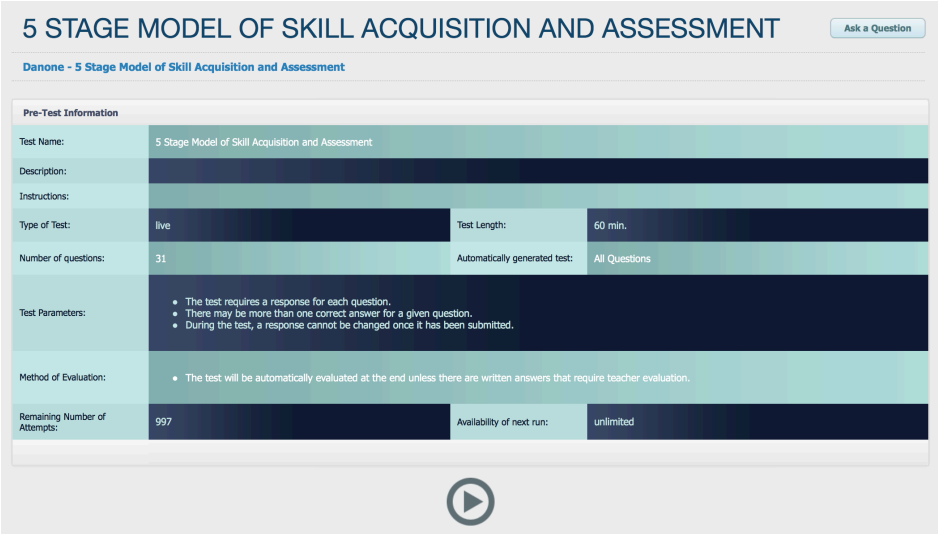 5 STAGE MODEL OF SKILL ACQUISITION AND ASSESSMENT
Ask a Question
Danone - 5 Stage Model of Skill Acquisition and Assessment
Pre-Test Information
Test Name: 5 Stage Model of Skill Acquisition and Assessment
Description:
Instructions:
Type of Test: live Test Length: 60 min.
Number of questions: 31 Automatically generated test: All Questions
Test Parameters:
• The test requires a response for each question.
• There may be more than one correct answer for a given question.
• During the test, a response cannot be changed once it has been submitted.
Method of Evaluation: • The test will be automatically evaluated at the end unless there are written answers that require teacher evaluation.
Remaining Number of
Attempts: 997 Availability of next run: unlimited